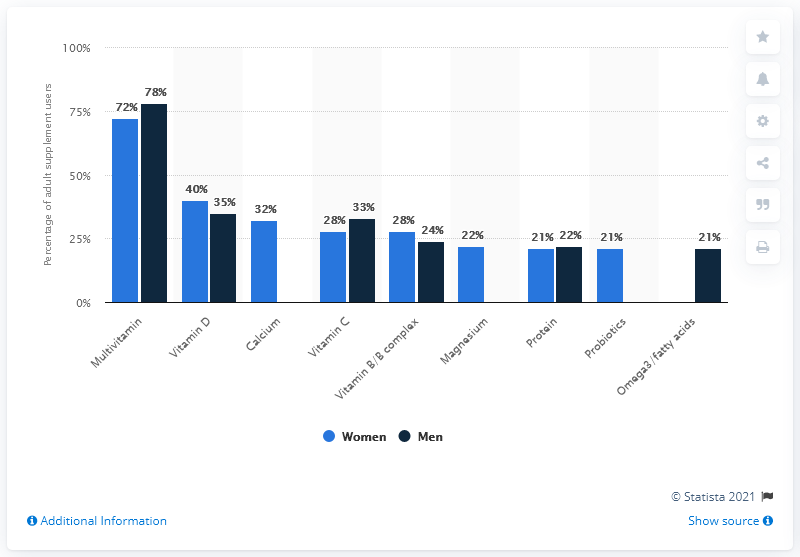 Percentage of adult supplement users
100%
75%
50%
25%
0%
72% 78%
40% 35%
32%
28% 33%
28% 24%
22%
21% 22%
21%
21%
Multivitamin
Vitamin D
Calcium
Vitamin C
Vitamin B/B complex
Magnesium
Protein
Probiotics
Omega3/fatty acids
Women Men
© Statista 2021
Additional Information
Show source